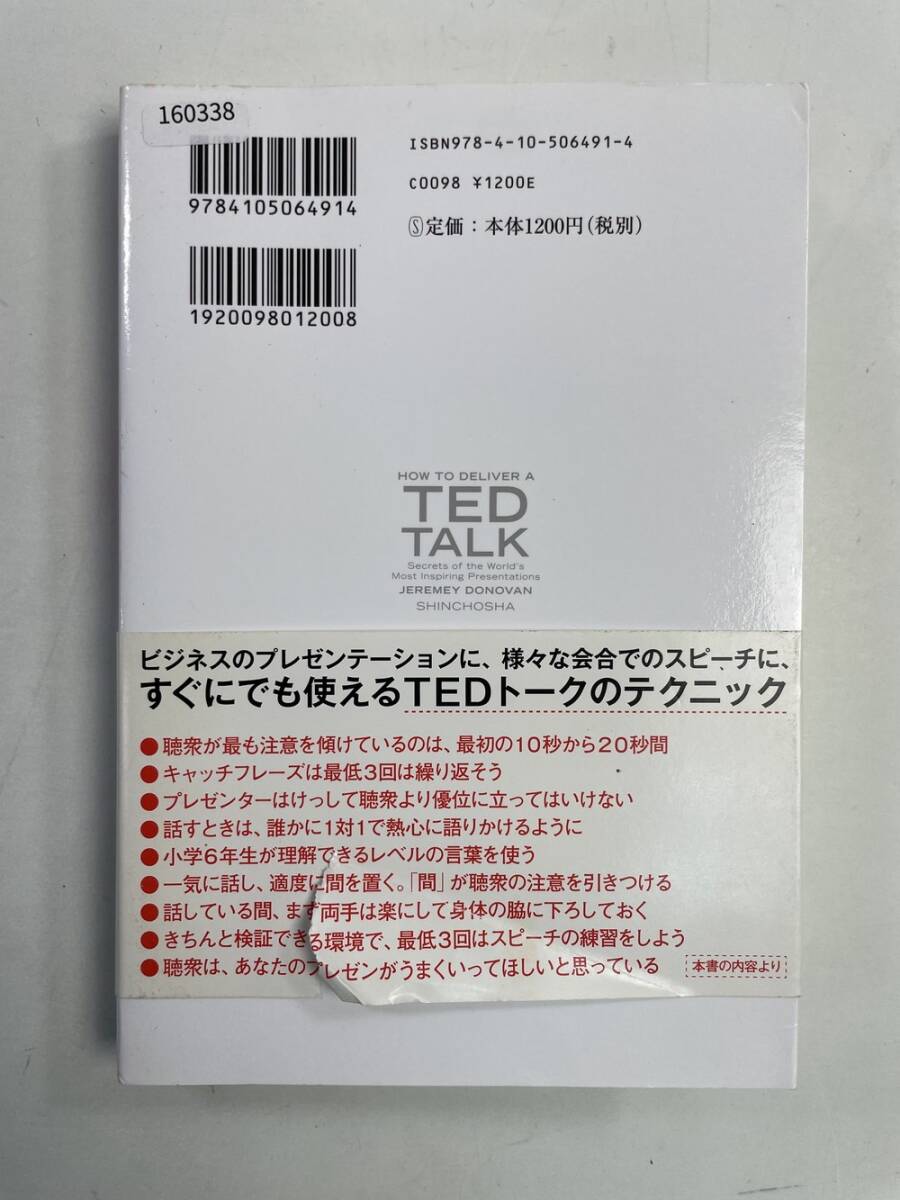 160338
ISBN978-4-10-506491-4
C0098 ¥1200E
9784105064914
Ⓢ定価：本体1200円（税別）
1920098012008
HOW TO DELIVER A
TED
TALK
Secrets of the World's
Most Inspiring Presentations
JEREMEY DONOVAN
SHINCHOSHA
ビジネスのプレゼンテーションに、様々な会合でのスピーチに、
すぐにでも使えるTEDトークのテクニック
●聴衆が最も注意を傾けているのは、最初の10秒から20秒間
●キャッチフレーズは最低3回は繰り返そう
●プレゼンターはけっして聴衆より優位に立ってはいけない
●話すときは、誰かに1対1で熱心に語りかけるように
●小学6年生が理解できるレベルの言葉を使う
●一気に話し、適度に間を置く。「間」が聴衆の注意を引きつける
●話している間、まず両手は楽にして身体の脇に下ろしておく
●きちんと検証できる環境で、最低3回はスピーチの練習をしよう
●聴衆は、あなたのプレゼンがうまくいってほしいと思っている
本書の内容より